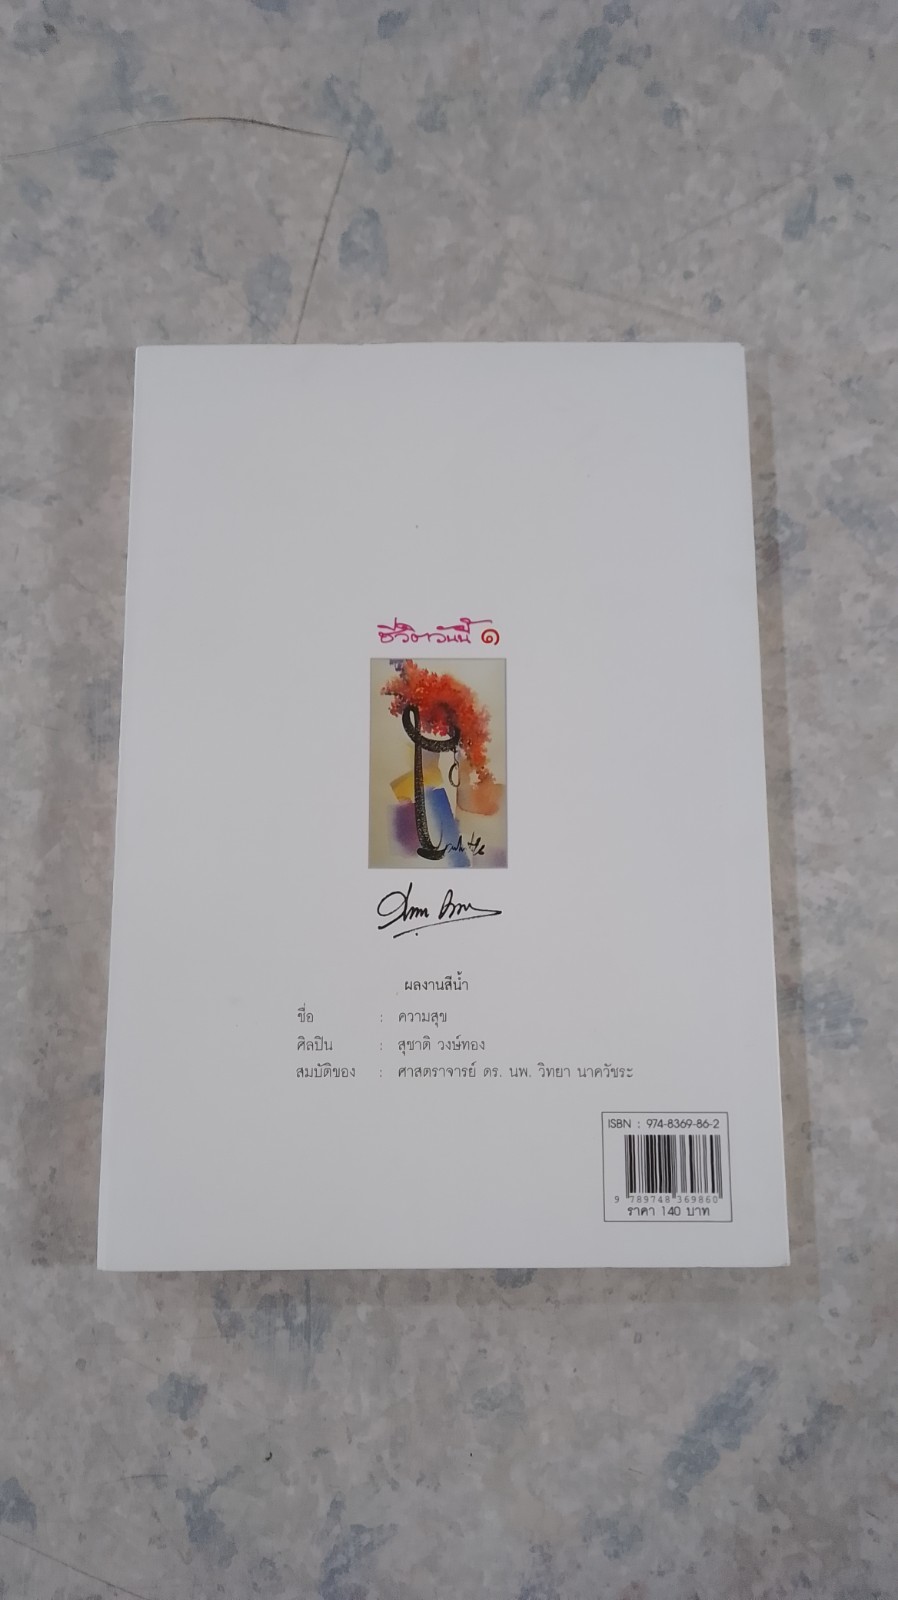 ชีวิตวันนี้ ๑
ผลงานสีน้ำ
ชื่อ : ความสุข
ศิลปิน : สุชาติ วงษ์ทอง
สมบัติของ : ศาสตราจารย์ ดร. นพ. วิทยา นาควัชระ
ISBN : 974-8369-86-2
9 789748 369860
ราคา 140 บาท